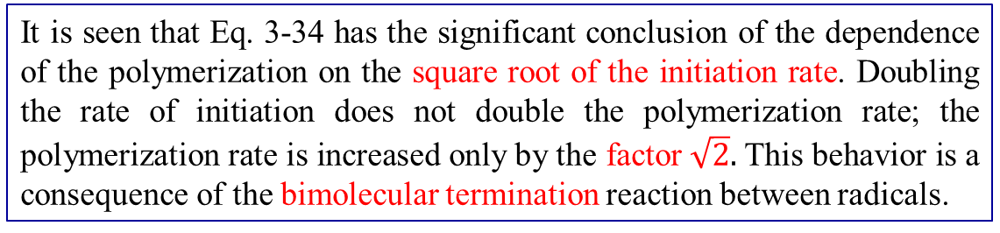 It is seen that Eq. 3-34 has the significant conclusion of the dependence
of the polymerization on the square root of the initiation rate. Doubling
the rate of initiation does not double the polymerization rate; the
polymerization rate is increased only by the factor √2. This behavior is a
consequence of the bimolecular termination reaction between radicals.